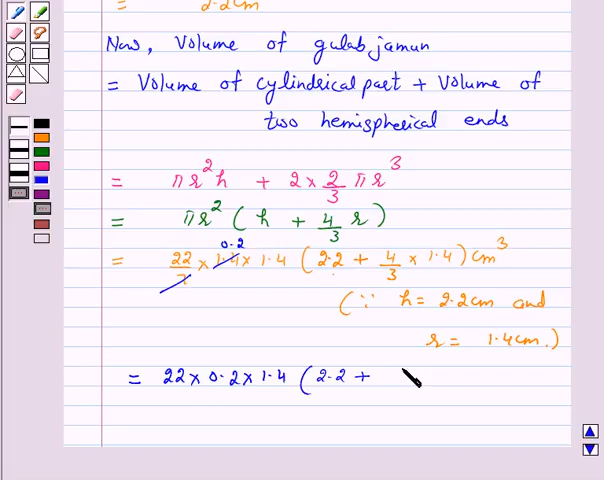 = 2.2cm
Now, Volume of gulab jamun
= Volume of cylindrical part + Volume of
two hemispherical ends
= πr²h + 2 × 2/3 πr³
= πr² (h + 4/3 r)
0.2
= 22/7 × 1.4 × 1.4 (2.2 + 4/3 × 1.4) cm³
(∵ h = 2.2cm and
r = 1.4cm.)
= 22 × 0.2 × 1.4 (2.2 +